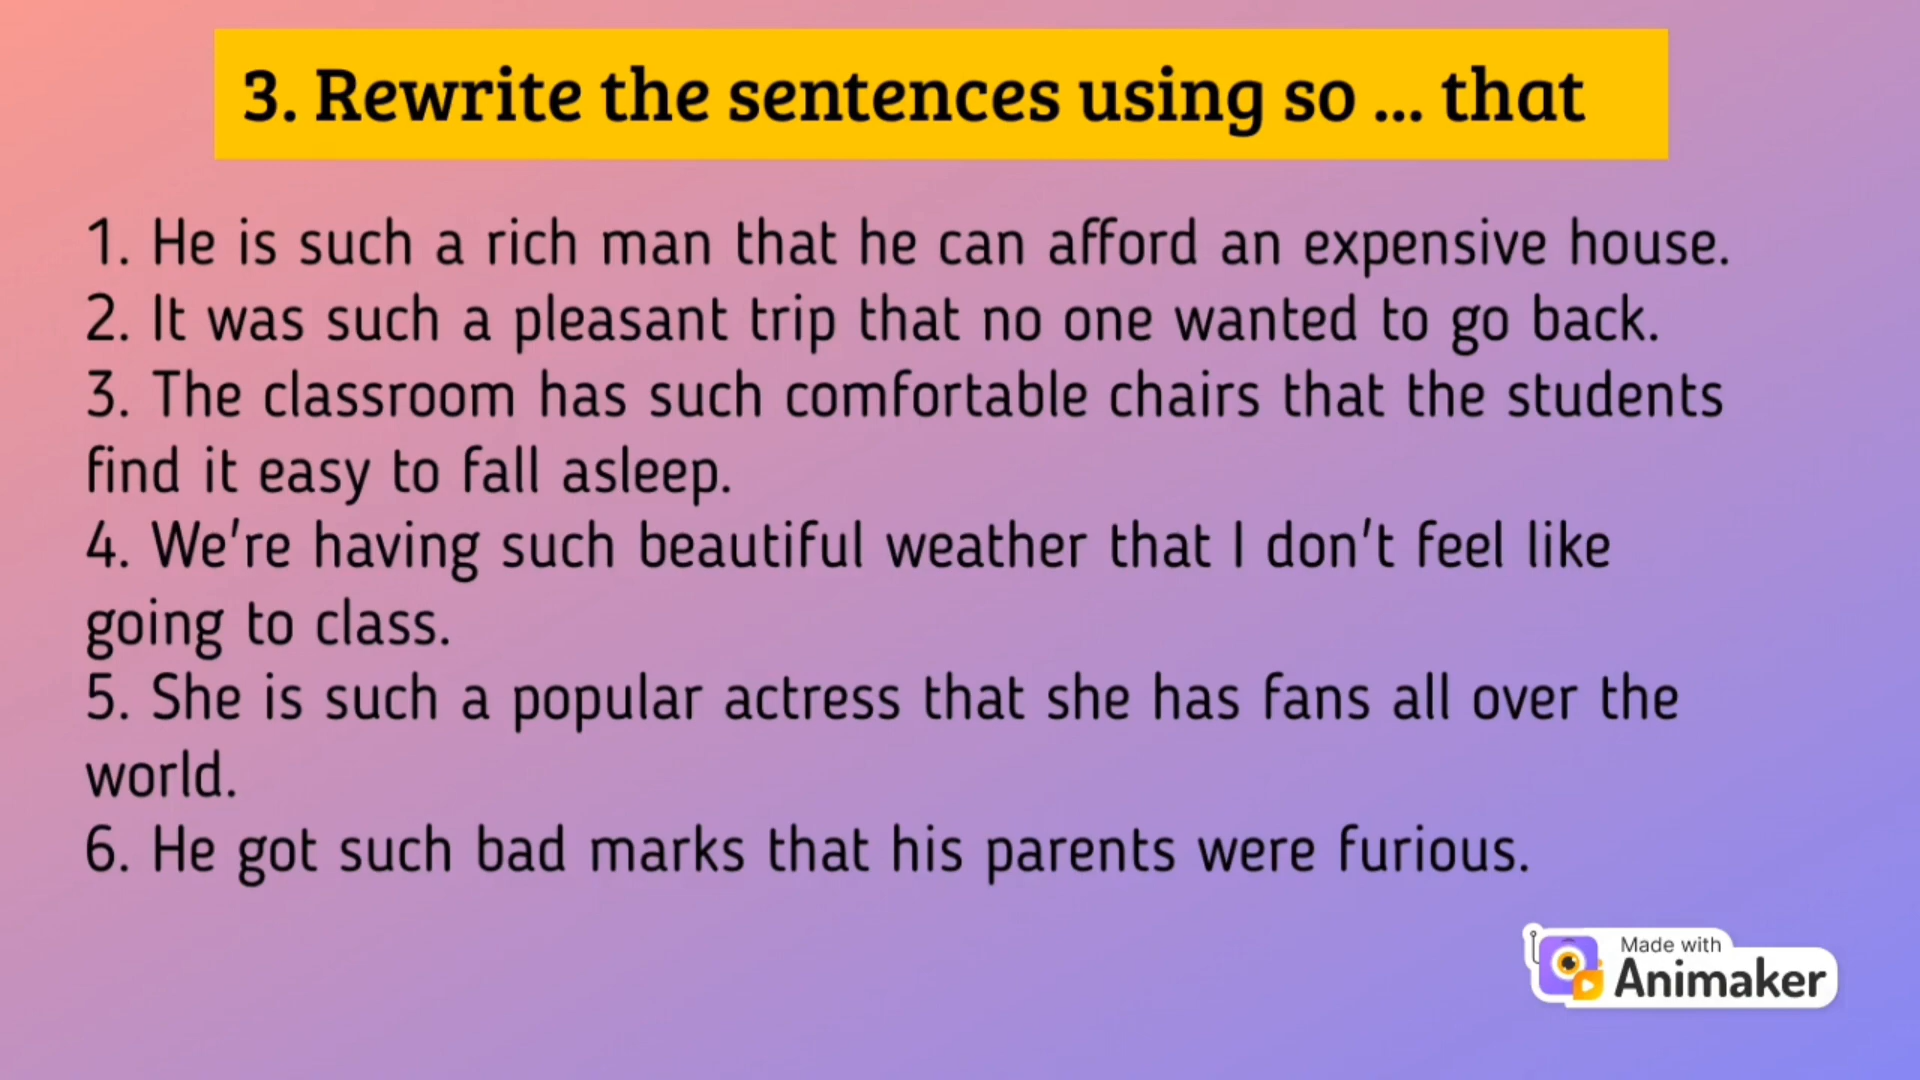 3. Rewrite the sentences using so ... that
1. He is such a rich man that he can afford an expensive house.
2. It was such a pleasant trip that no one wanted to go back.
3. The classroom has such comfortable chairs that the students
find it easy to fall asleep.
4. We're having such beautiful weather that I don't feel like
going to class.
5. She is such a popular actress that she has fans all over the
world.
6. He got such bad marks that his parents were furious.
Made with
Animaker